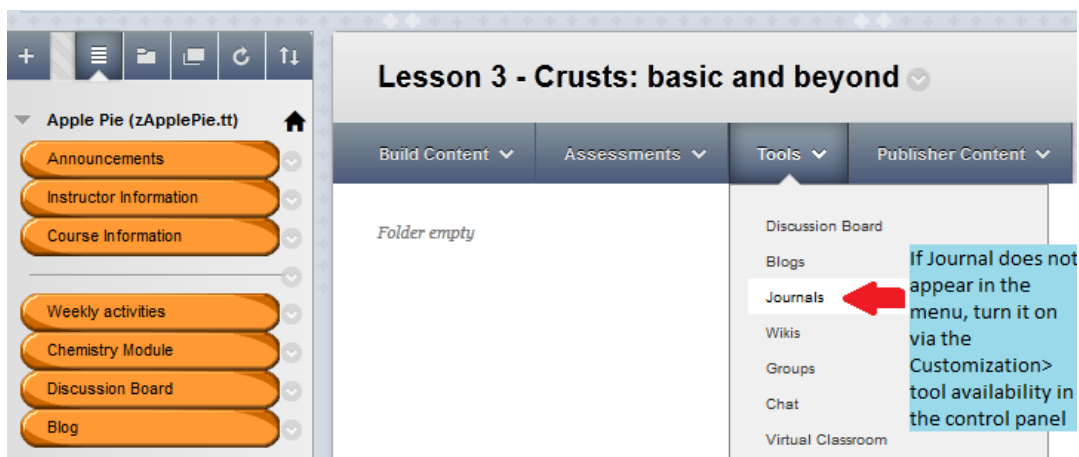 Lesson 3 - Crusts: basic and beyond
Apple Pie (zApplePie.tt)
Announcements
Instructor Information
Course Information
Weekly activities
Chemistry Module
Discussion Board
Blog
Build Content
Assessments
Tools
Publisher Content
Folder empty
Discussion Board
Blogs
Journals
Wikis
Groups
Chat
Virtual Classroom
If Journal does not
appear in the
menu, turn it on
via the
Customization>
tool availability in
the control panel